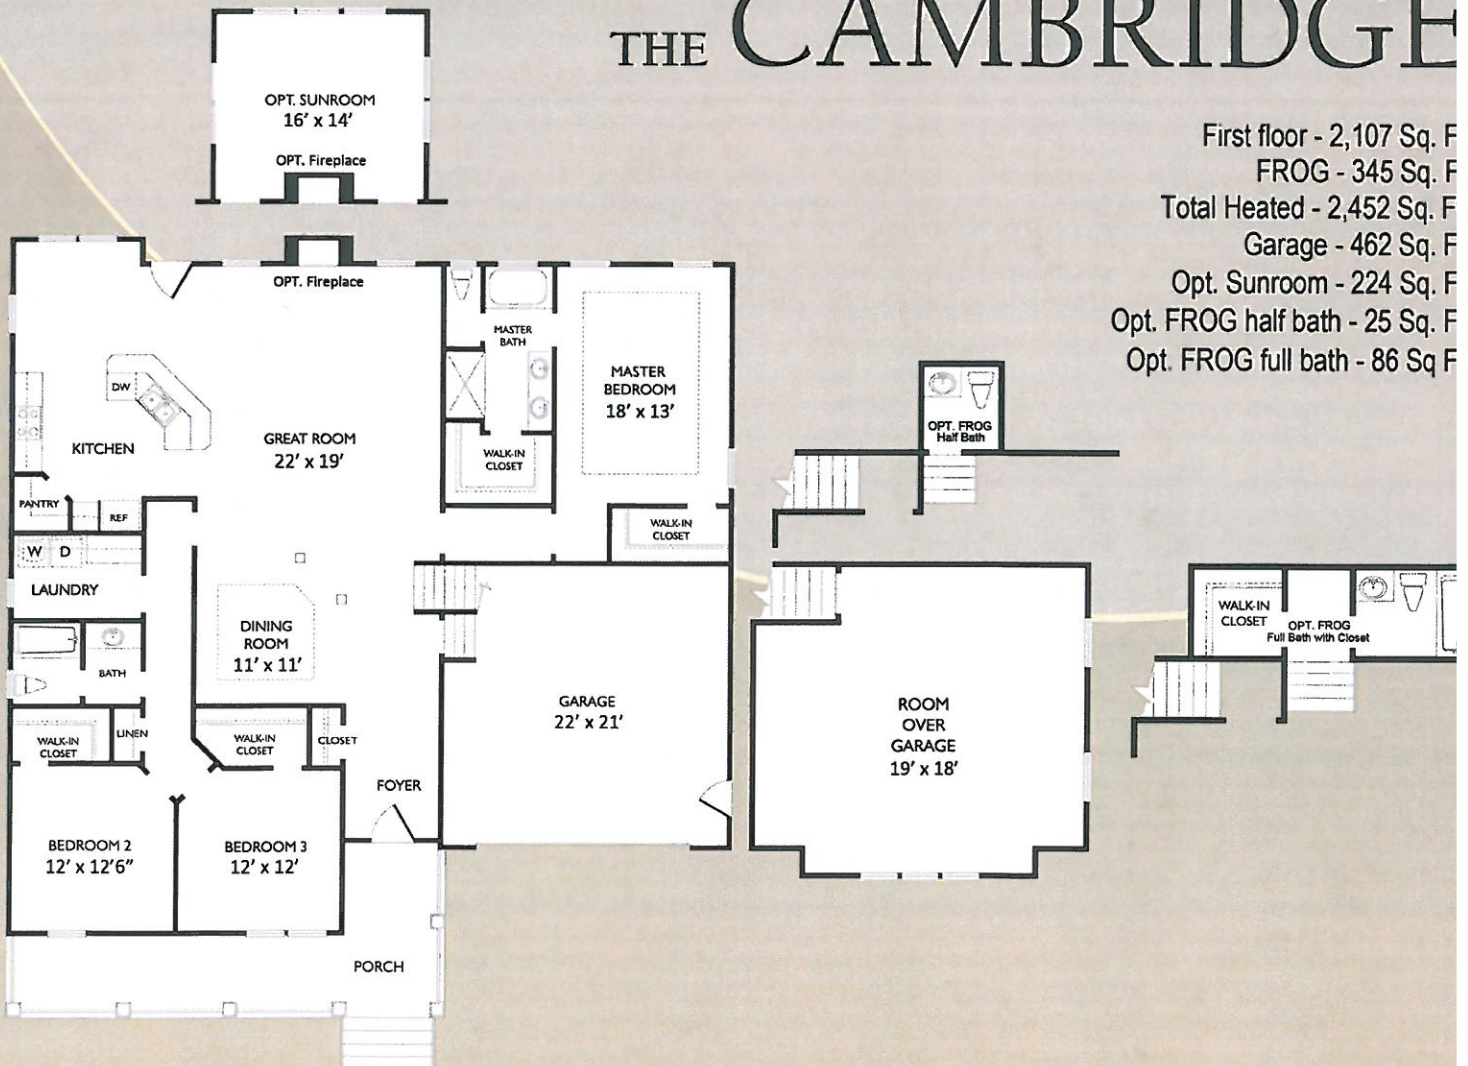 THE CAMBRIDGE
First floor - 2,107 Sq. F
FROG - 345 Sq. F
Total Heated - 2,452 Sq. F
Garage - 462 Sq. F
Opt. Sunroom - 224 Sq. F
Opt. FROG half bath - 25 Sq. F
Opt. FROG full bath - 86 Sq F
OPT. SUNROOM
16' x 14'
OPT. Fireplace
OPT. Fireplace
MASTER
BATH
MASTER
BEDROOM
18' x 13'
DW
KITCHEN
GREAT ROOM
22' x 19'
WALK-IN
CLOSET
PANTRY
REF
WALK-IN
CLOSET
W D
LAUNDRY
DINING
ROOM
11' x 11'
BATH
GARAGE
22' x 21'
WALK-IN
CLOSET
LINEN
WALK-IN
CLOSET
CLOSET
FOYER
BEDROOM 2
12' x 12'6"
BEDROOM 3
12' x 12'
PORCH
OPT. FROG
Half Bath
ROOM
OVER
GARAGE
19' x 18'
WALK-IN
CLOSET
OPT. FROG
Full Bath with Closet